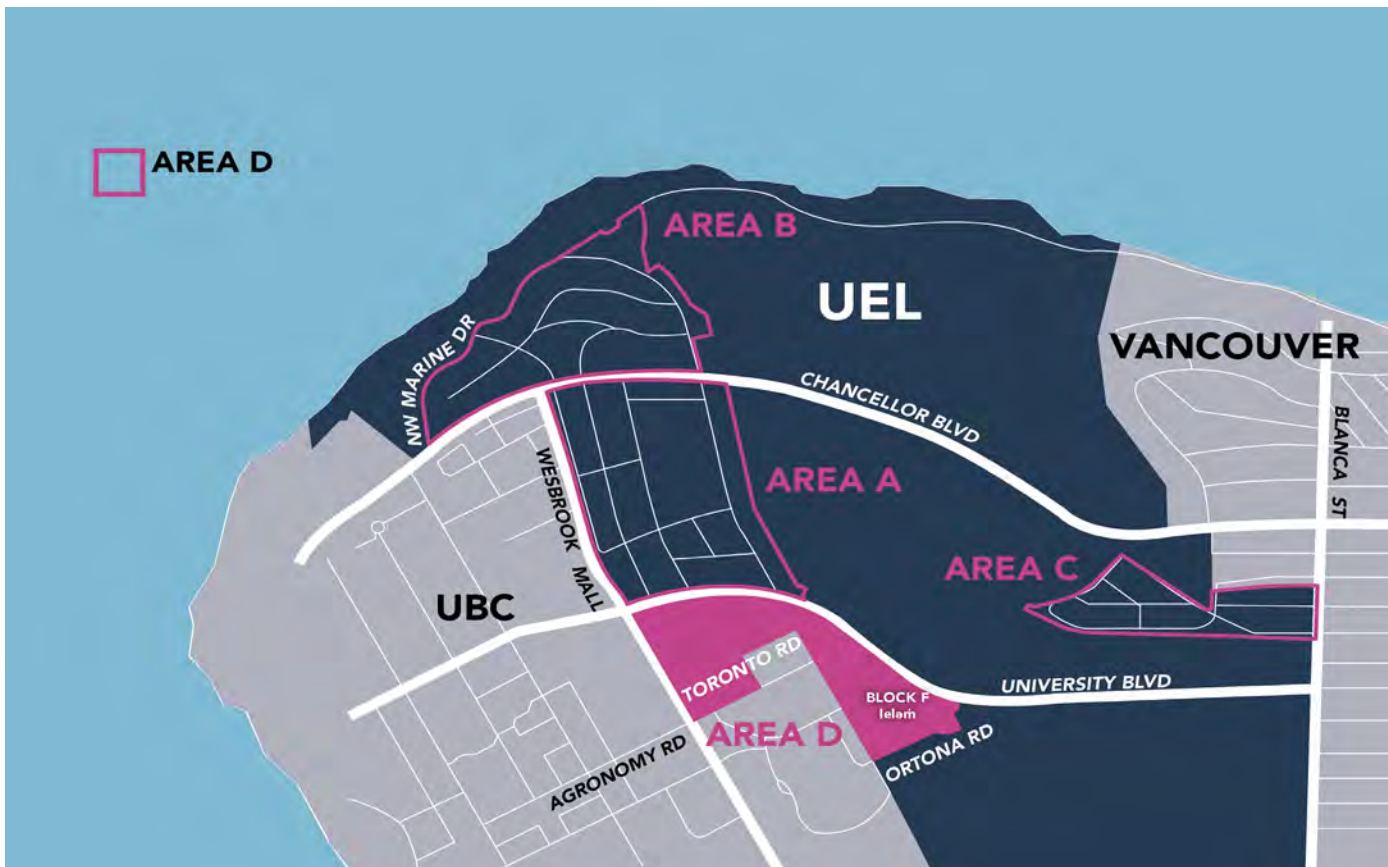 AREA D
AREA B
UEL
NW MARINE DR
VANCOUVER
CHANCELLOR BLVD
BLANCA ST
WESBROOK MALL
AREA A
AREA C
UBC
TORONTO RD
UNIVERSITY BLVD
BLOCK F
leləm̓
AREA D
ORTONA RD
AGRONOMY RD